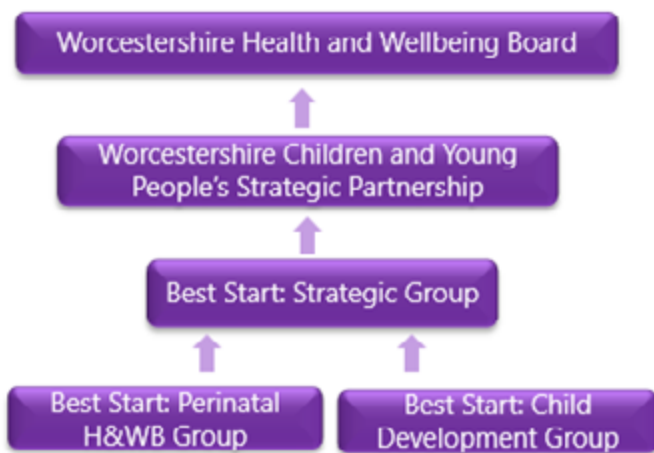 Worcestershire Health and Wellbeing Board
Worcestershire Children and Young
People's Strategic Partnership
Best Start: Strategic Group
Best Start: Perinatal
H&WB Group
Best Start: Child
Development Group